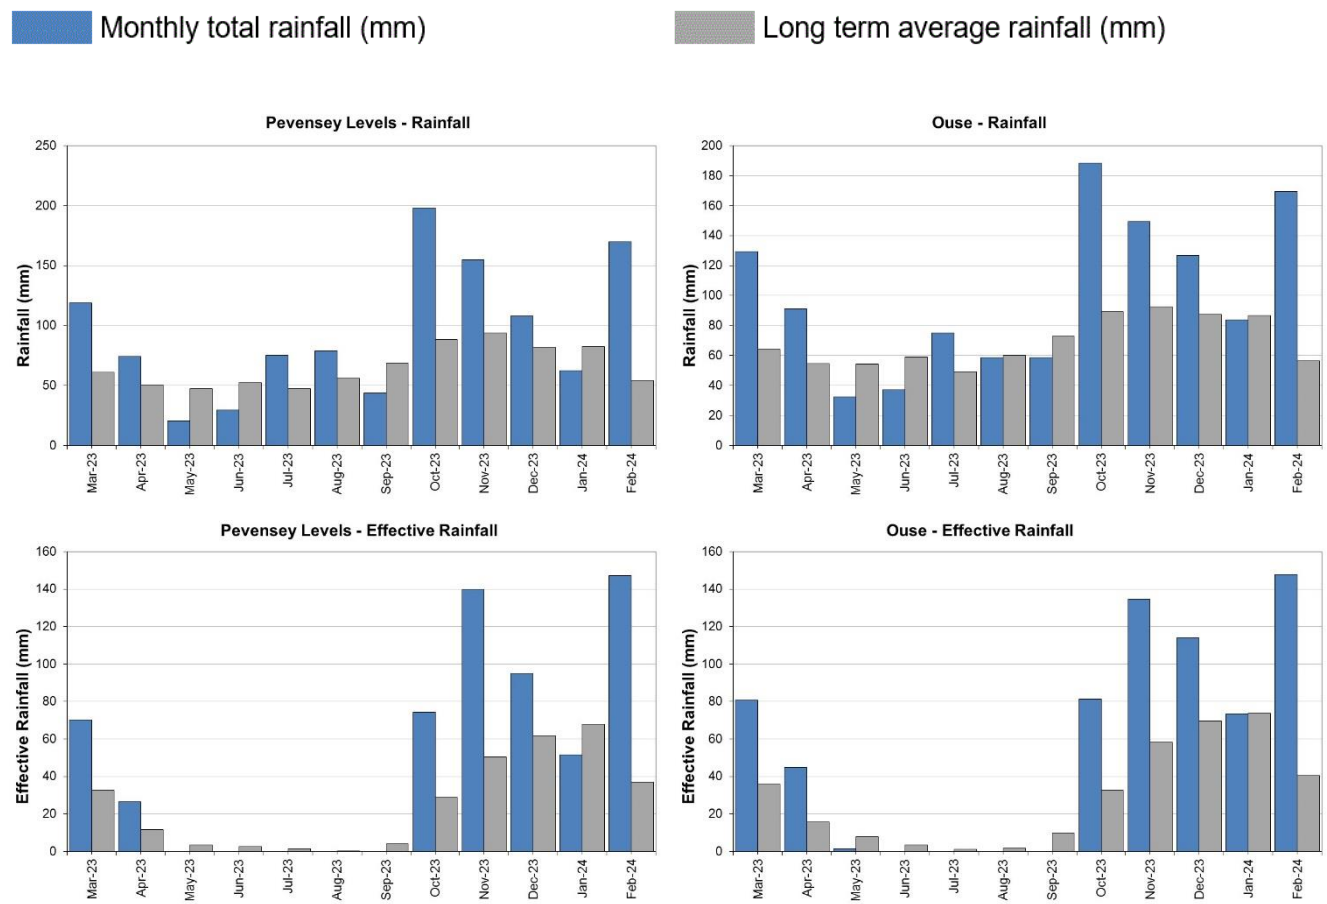 Monthly total rainfall (mm)
Long term average rainfall (mm)
Pevensey Levels - Rainfall
Rainfall (mm)
250
200
150
100
50
0
Mar-23
Apr-23
May-23
Jun-23
Jul-23
Aug-23
Sep-23
Oct-23
Nov-23
Dec-23
Jan-24
Feb-24
Ouse - Rainfall
Rainfall (mm)
200
180
160
140
120
100
80
60
40
20
0
Mar-23
Apr-23
May-23
Jun-23
Jul-23
Aug-23
Sep-23
Oct-23
Nov-23
Dec-23
Jan-24
Feb-24
Pevensey Levels - Effective Rainfall
Effective Rainfall (mm)
160
140
120
100
80
60
40
20
0
Mar-23
Apr-23
May-23
Jun-23
Jul-23
Aug-23
Sep-23
Oct-23
Nov-23
Dec-23
Jan-24
Feb-24
Ouse - Effective Rainfall
Effective Rainfall (mm)
160
140
120
100
80
60
40
20
0
Mar-23
Apr-23
May-23
Jun-23
Jul-23
Aug-23
Sep-23
Oct-23
Nov-23
Dec-23
Jan-24
Feb-24